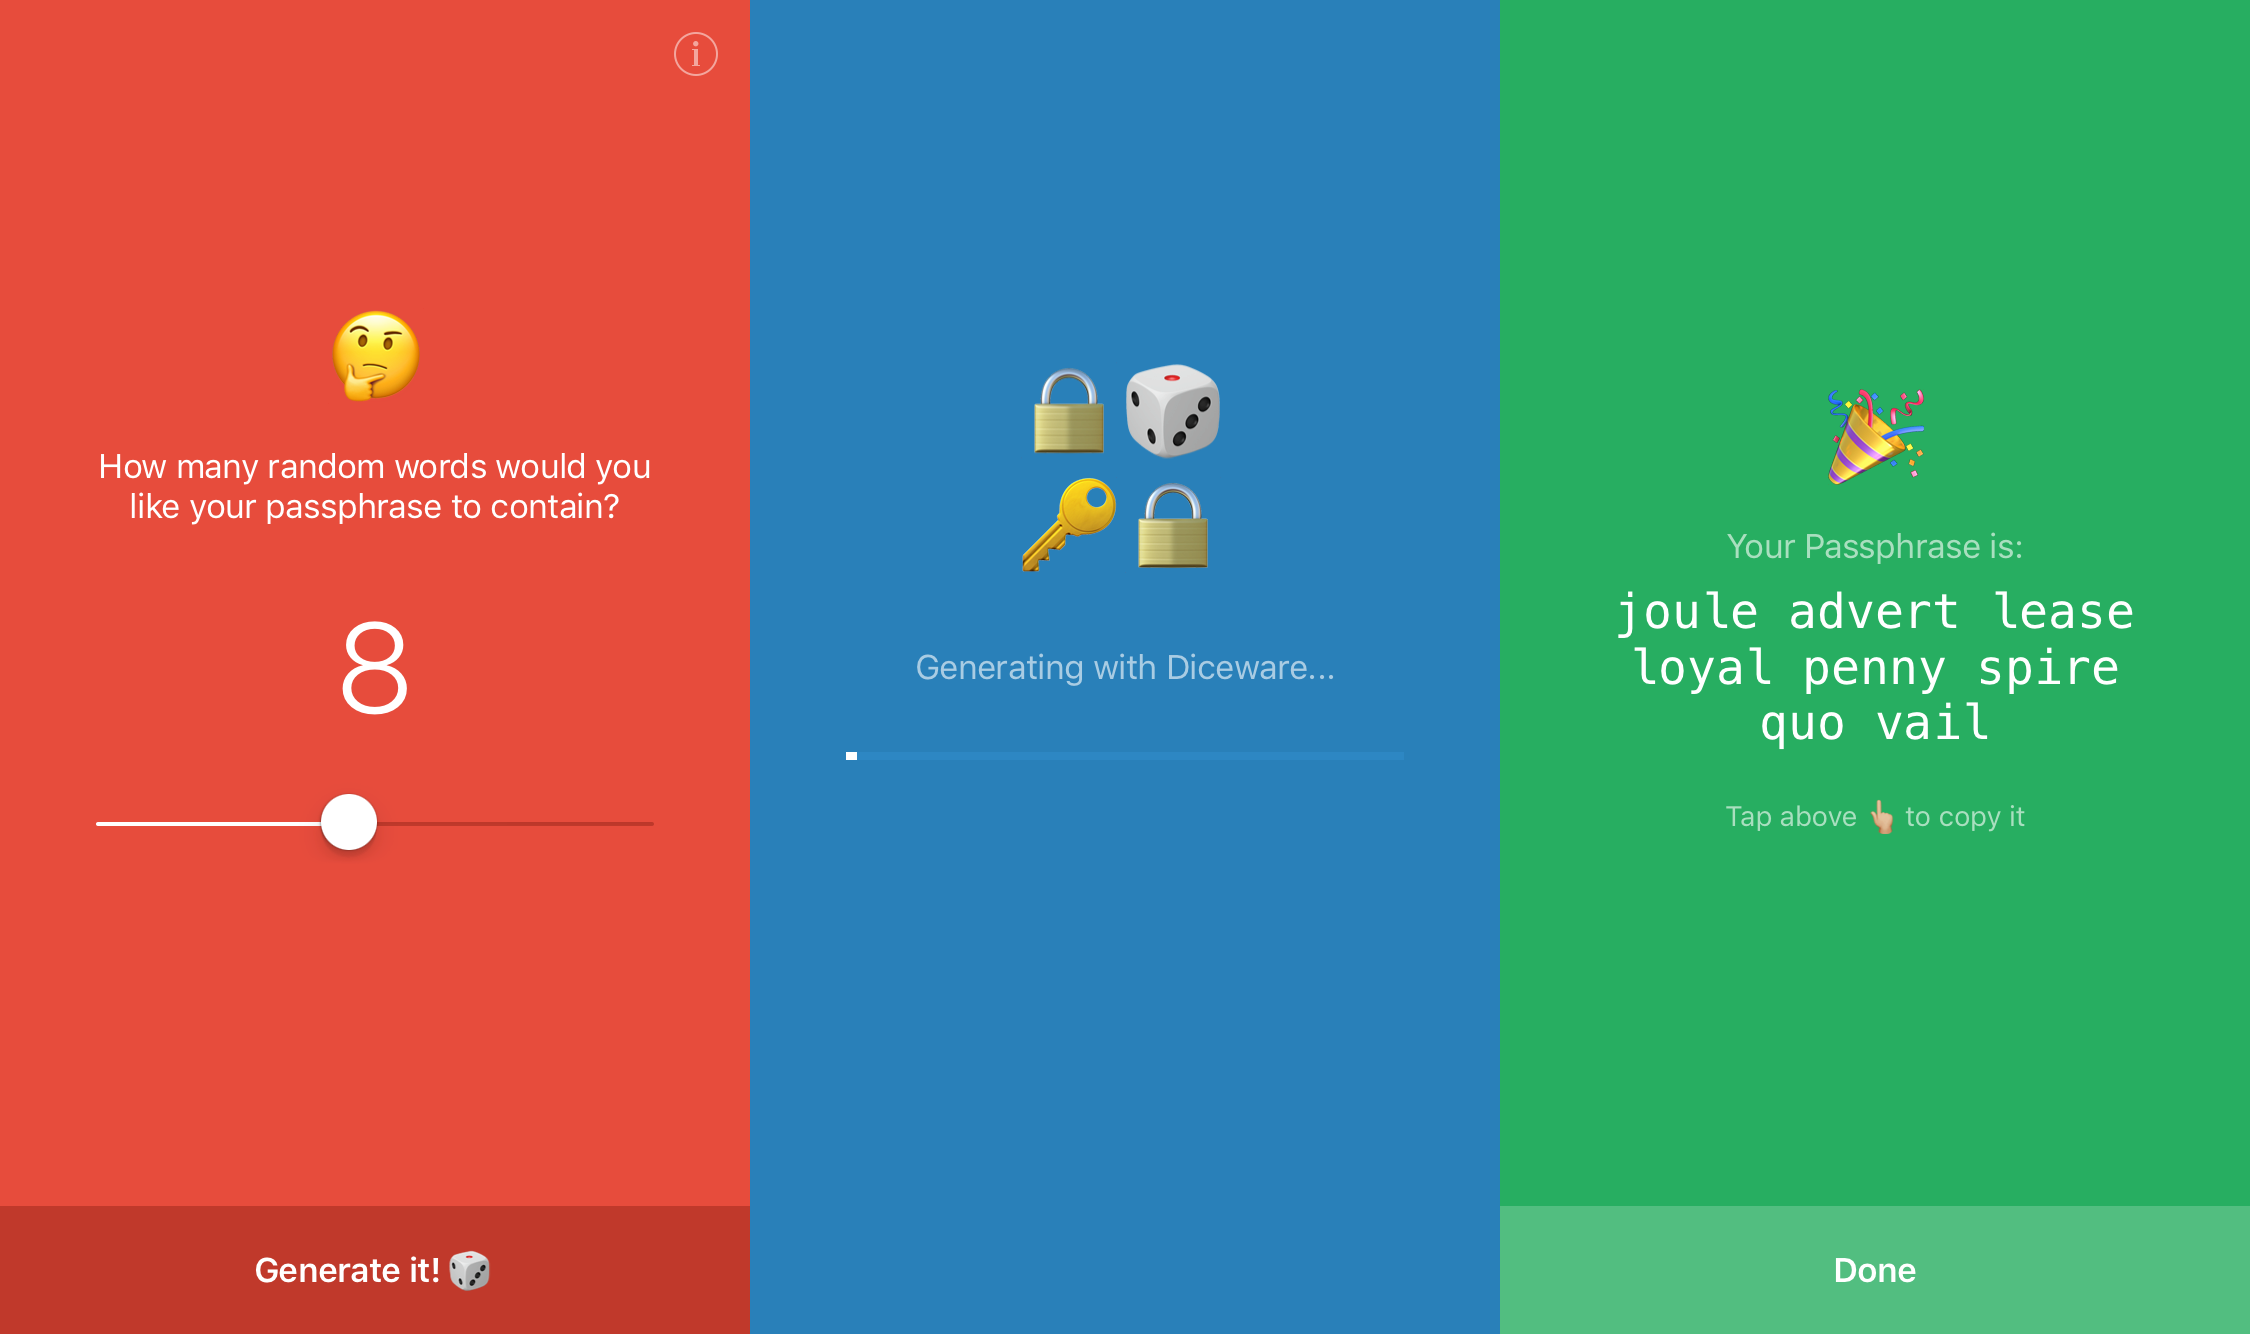 How many random words would you
like your passphrase to contain?
8
Generate it! 🎲
Generating with Diceware...
Your Passphrase is:
joule advert lease
loyal penny spire
quo vail
Tap above 👆🏼 to copy it
Done